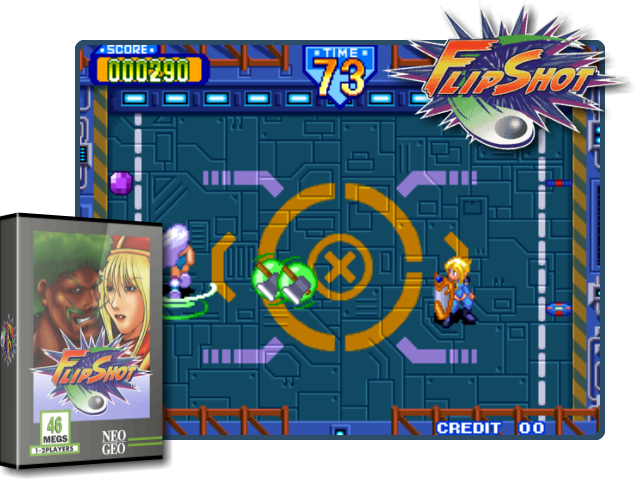 SCORE
000290
TIME
73
FLIPSHOT
FLIPSHOT
46
MEGS
1-2PLAYERS
NEO
GEO
CREDIT 00